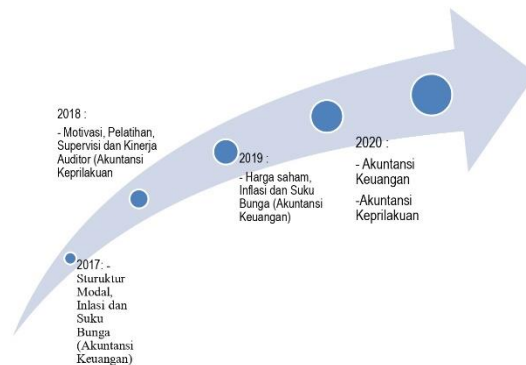 2018 :
- Motivasi, Pelatihan,
Supervisi dan Kinerja
Auditor (Akuntansi
Keprilakuan
2019 :
- Harga saham,
Inflasi dan Suku
Bunga (Akuntansi
Keuangan)
2020 :
- Akuntansi
Keuangan
-Akuntansi
Keprilakuan
2017: -
Sturuktur
Modal,
Inlasi dan
Suku
Bunga
(Akuntansi
Keuangan)